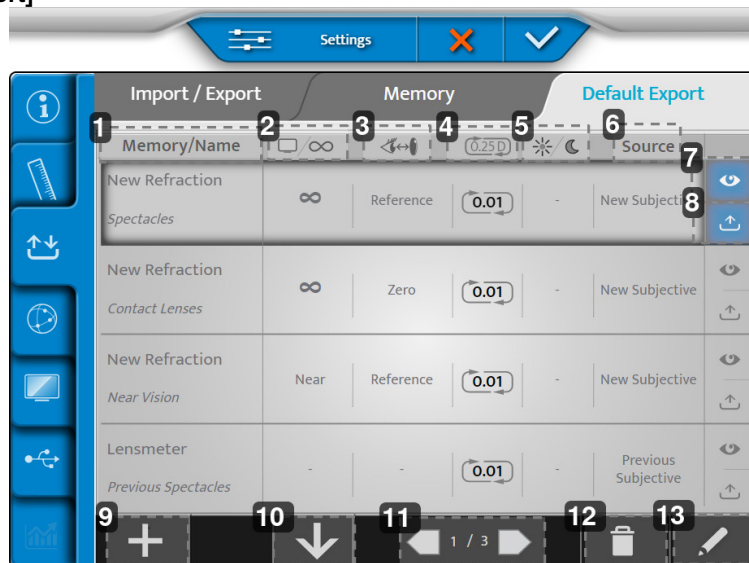 Settings
Import / Export
Memory
Default Export
1 2 3 4 5 6 7 8
Memory/Name
/∞
0.25 D
Source
New Refraction
Spectacles
∞
Reference
0.01
-
New Subjecti
New Refraction
Contact Lenses
∞
Zero
0.01
-
New Subjective
New Refraction
Near Vision
Near
Reference
0.01
-
New Subjective
Lensmeter
Previous Spectacles
-
-
0.01
-
Previous
Subjective
9 10 11 12 13
1 / 3